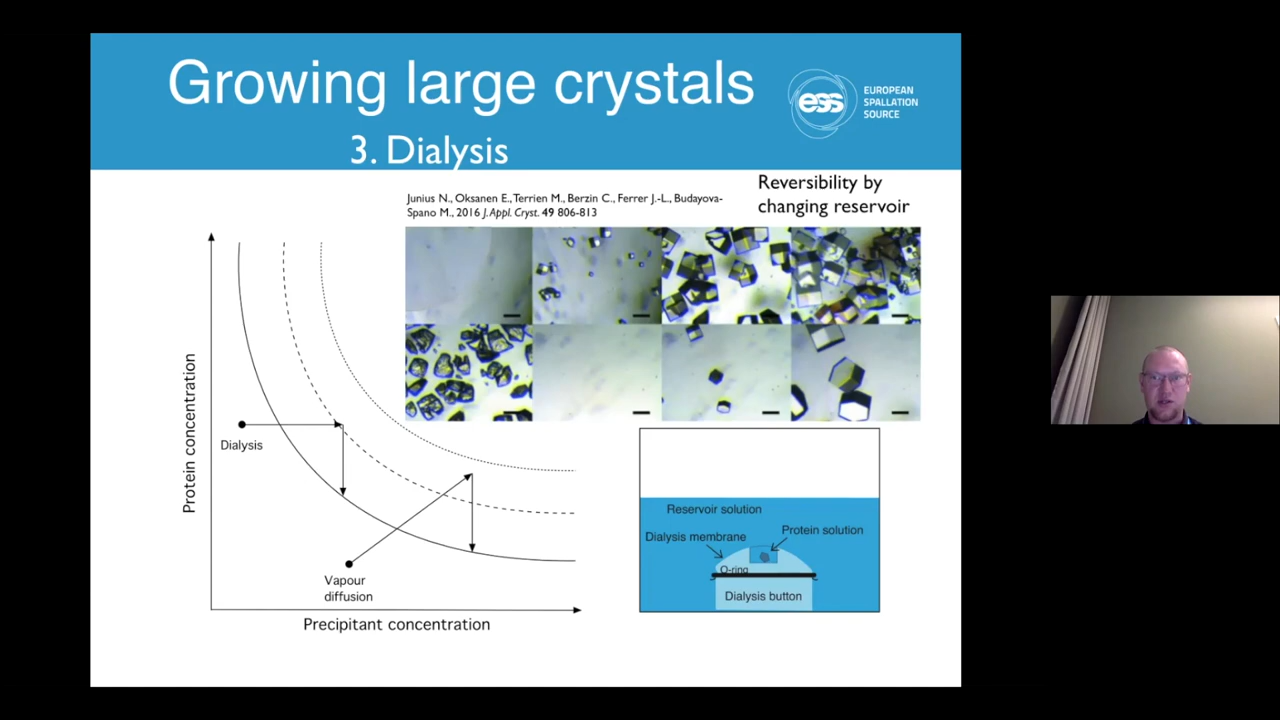 Growing large crystals
3. Dialysis
ess
EUROPEAN
SPALLATION
SOURCE
Junius N., Oksanen E., Terrien M., Berzin C., Ferrer J.-L., Budayova-
Spano M., 2016 J. Appl. Cryst. 49 806-813
Reversibility by
changing reservoir
Protein concentration
Dialysis
Vapour
diffusion
Precipitant concentration
Reservoir solution
Protein solution
Dialysis membrane
O-ring
Dialysis button